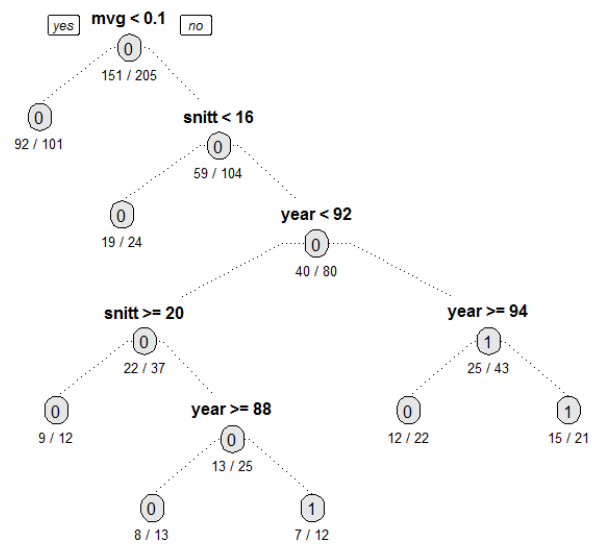 yes mvg < 0.1 no
0
151 / 205
0
92 / 101
snitt < 16
0
59 / 104
0
19 / 24
year < 92
0
40 / 80
snitt >= 20
0
22 / 37
year >= 94
1
25 / 43
0
9 / 12
year >= 88
0
13 / 25
0
12 / 22
1
15 / 21
0
8 / 13
1
7 / 12